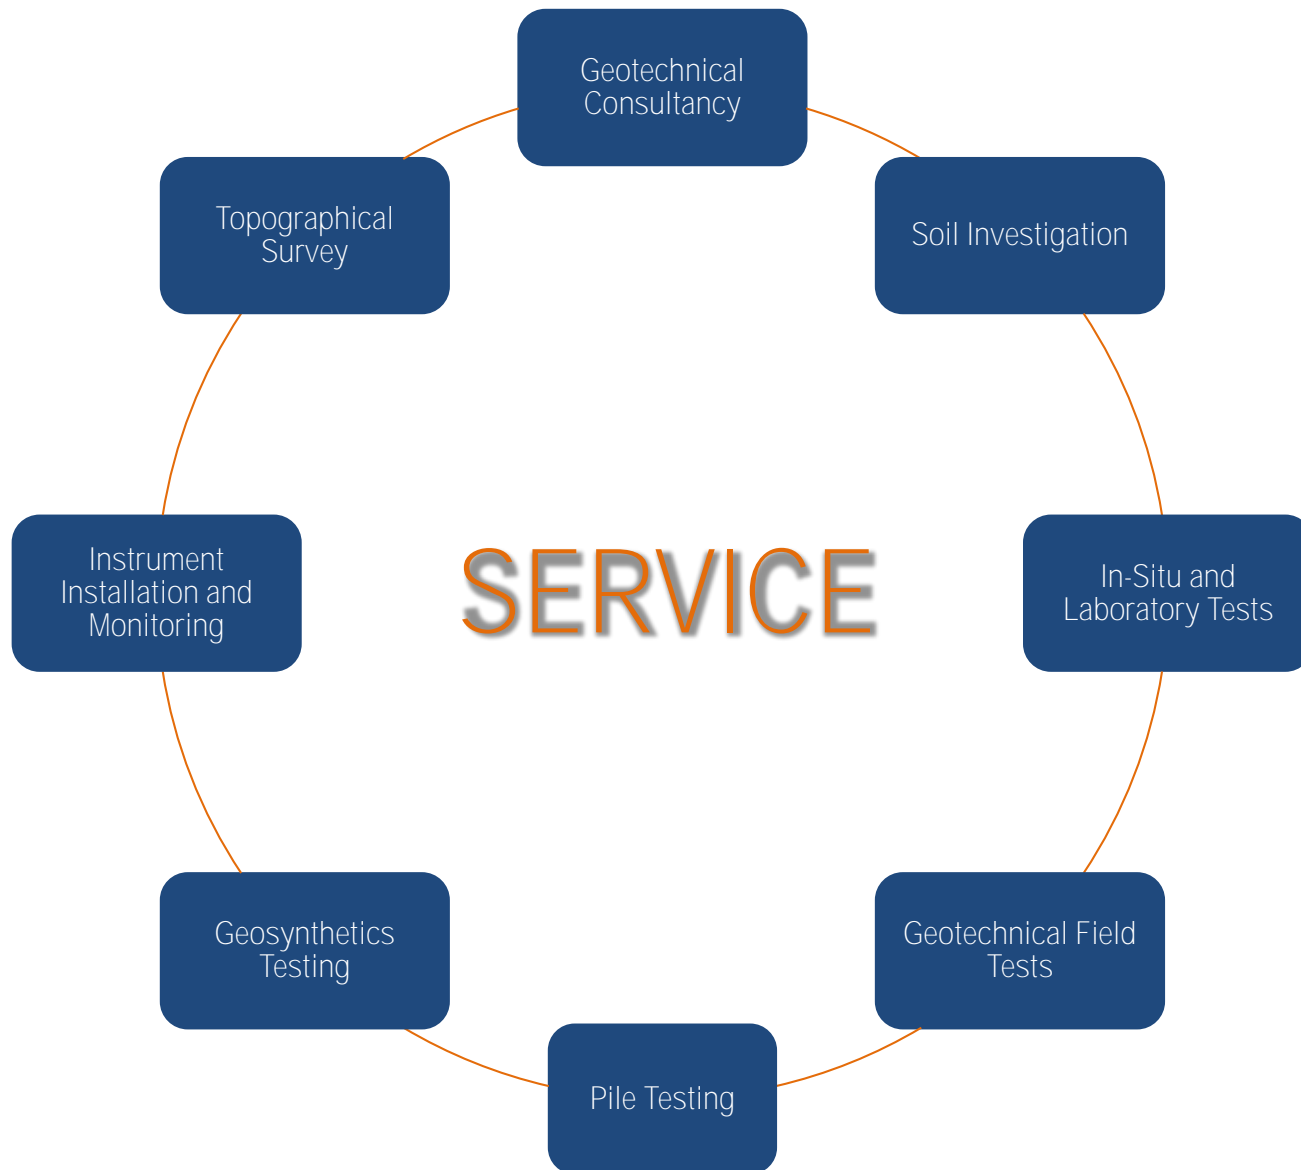 Geotechnical
Consultancy
Topographical
Survey
Soil Investigation
Instrument
Installation and
Monitoring
SERVICE
In-Situ and
Laboratory Tests
Geosynthetics
Testing
Geotechnical Field
Tests
Pile Testing